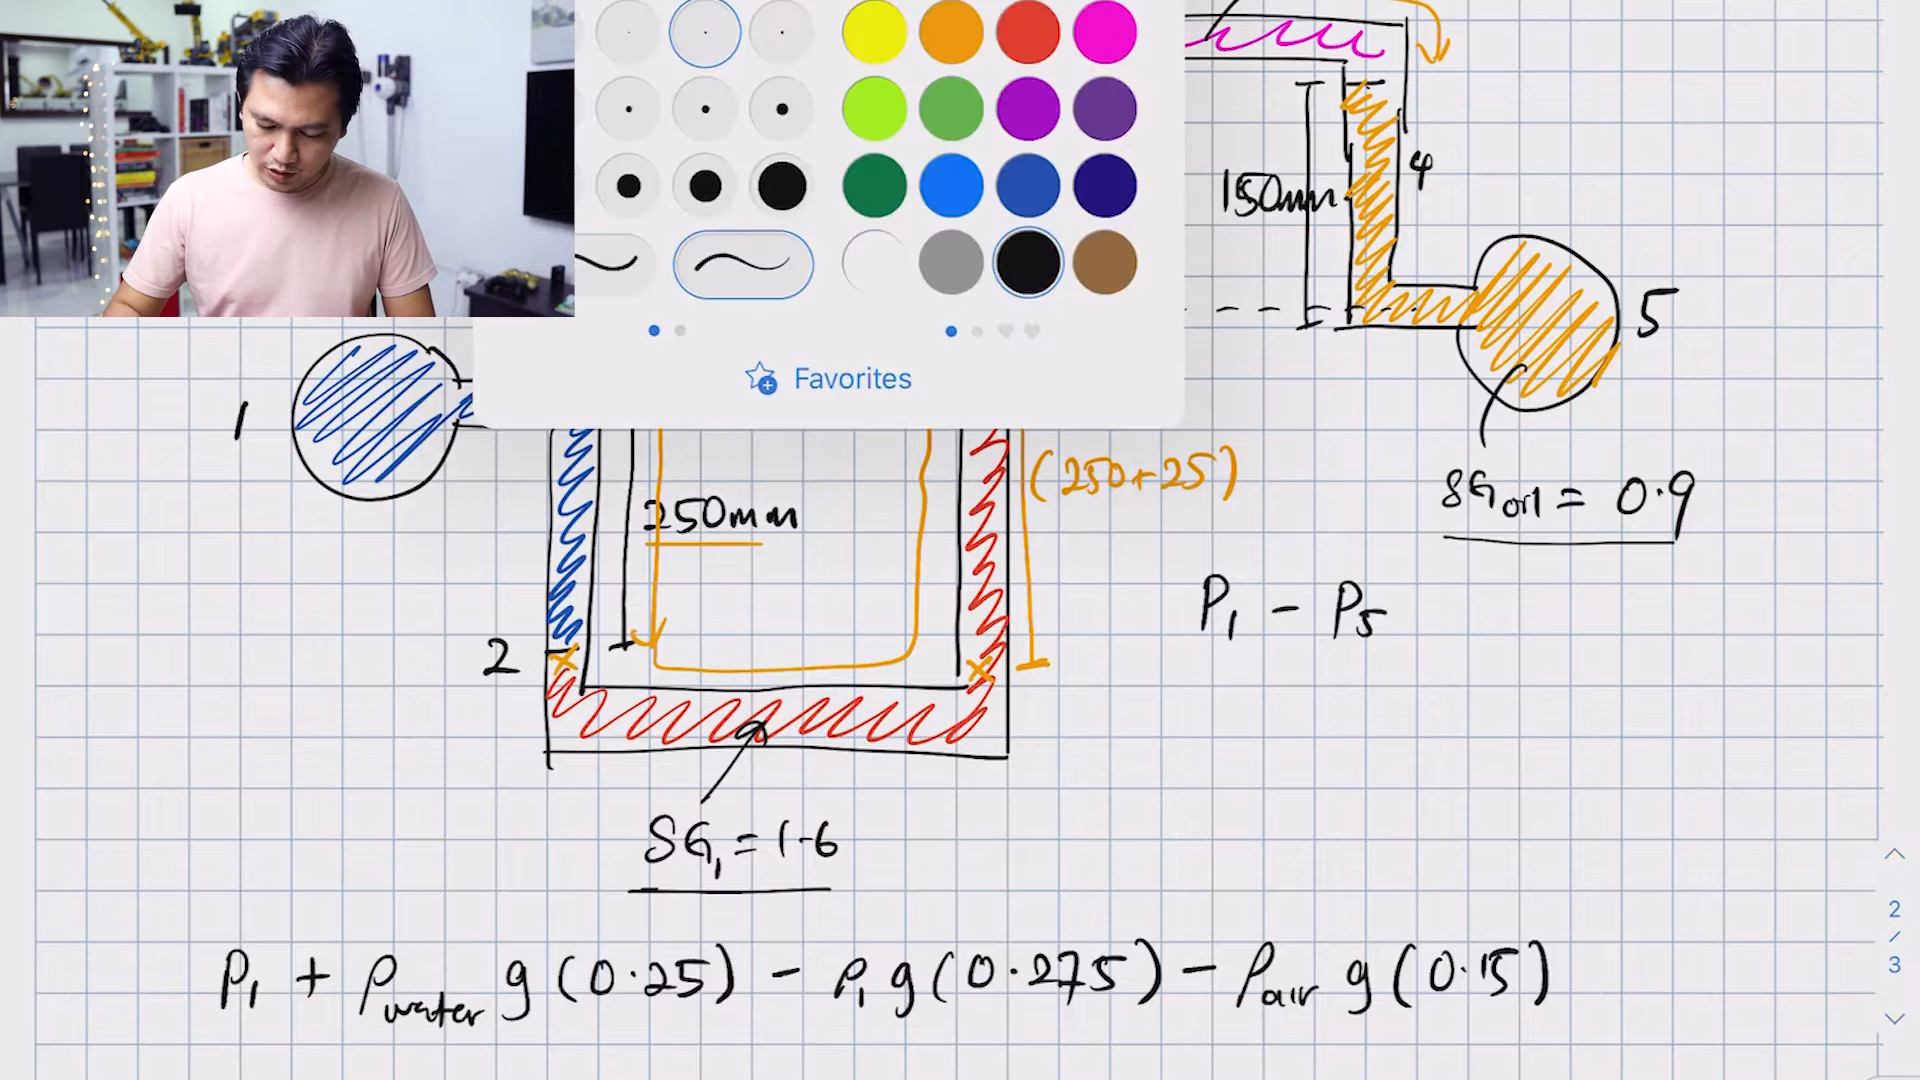 150mm
4
5
Favorites
1
(250+25)
250mm
SGoil = 0.9
P1 - P5
2
SG1 = 1.6
P1 + ρwater g (0.25) - ρ1 g (0.275) - ρair g (0.15)
2
/
3